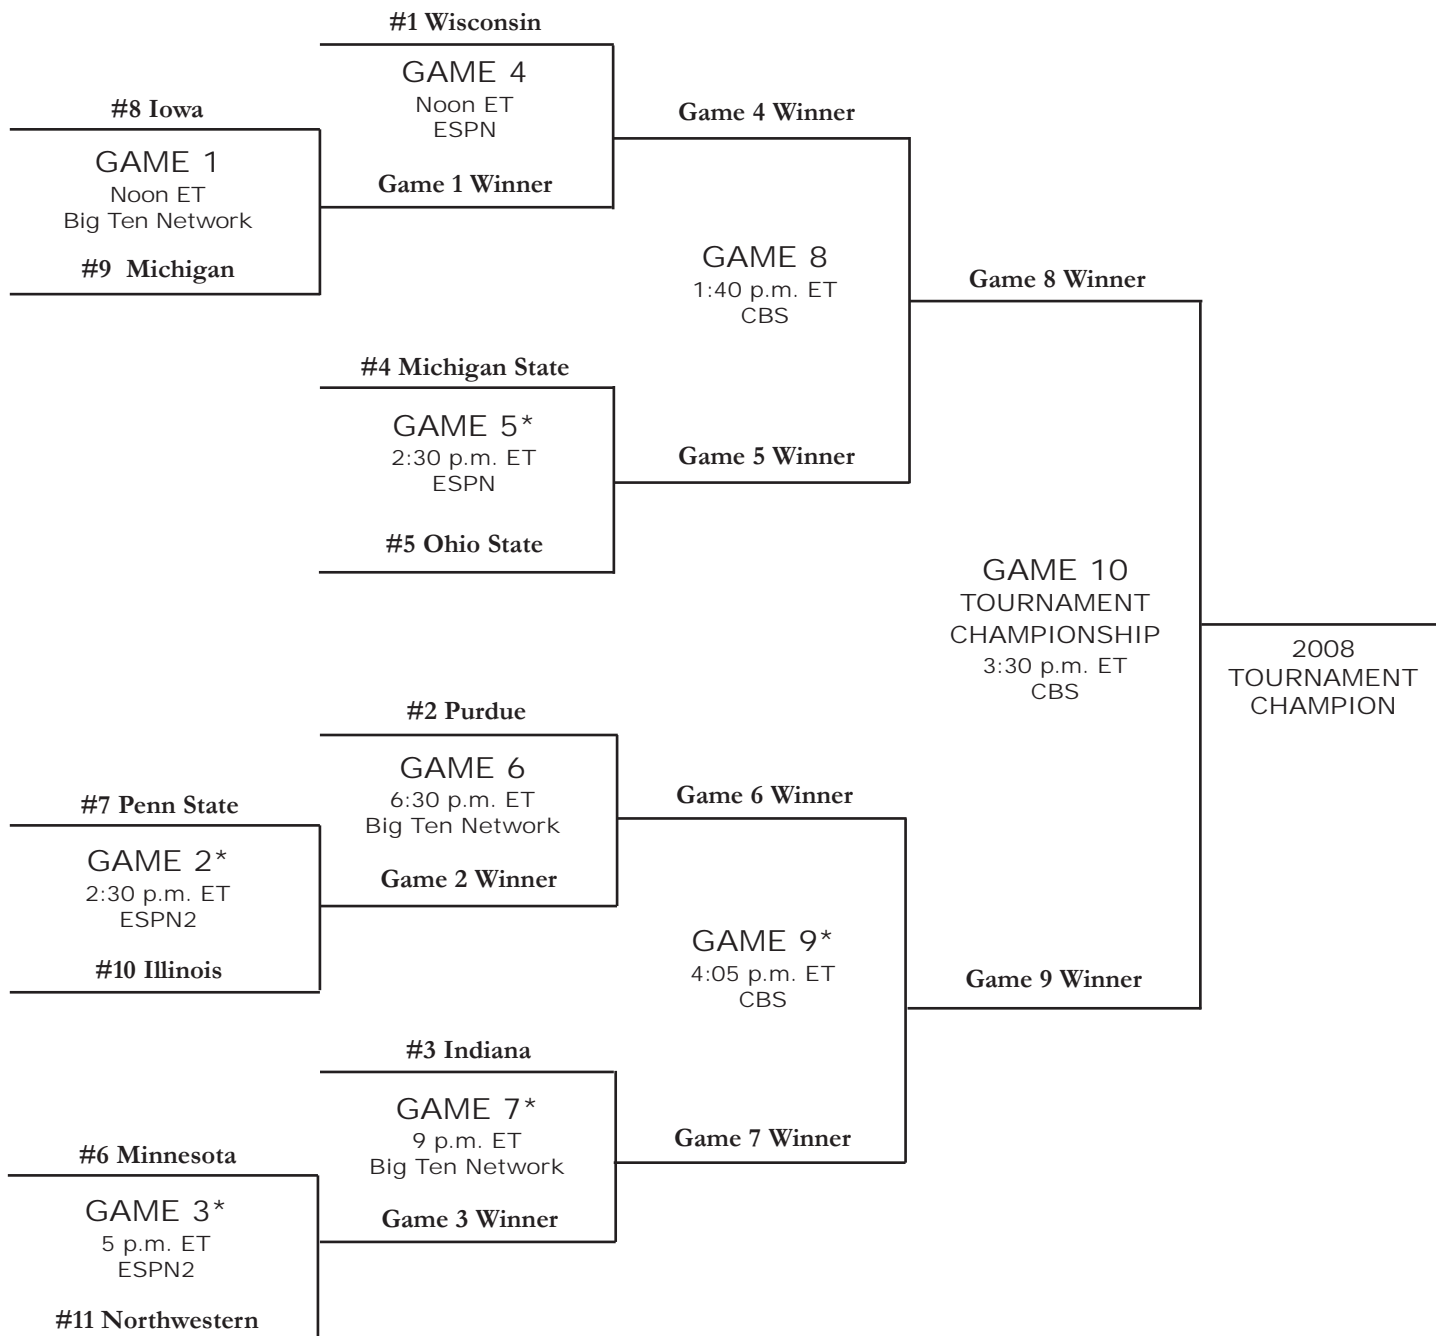 #1 Wisconsin
GAME 4
Noon ET
ESPN
Game 1 Winner
#8 Iowa
GAME 1
Noon ET
Big Ten Network
#9 Michigan
Game 4 Winner
GAME 8
1:40 p.m. ET
CBS
Game 5 Winner
#4 Michigan State
GAME 5*
2:30 p.m. ET
ESPN
#5 Ohio State
Game 8 Winner
GAME 10
TOURNAMENT
CHAMPIONSHIP
3:30 p.m. ET
CBS
Game 9 Winner
2008
TOURNAMENT
CHAMPION
#2 Purdue
GAME 6
6:30 p.m. ET
Big Ten Network
Game 2 Winner
#7 Penn State
GAME 2*
2:30 p.m. ET
ESPN2
#10 Illinois
Game 6 Winner
GAME 9*
4:05 p.m. ET
CBS
Game 7 Winner
#3 Indiana
GAME 7*
9 p.m. ET
Big Ten Network
Game 3 Winner
#6 Minnesota
GAME 3*
5 p.m. ET
ESPN2
#11 Northwestern